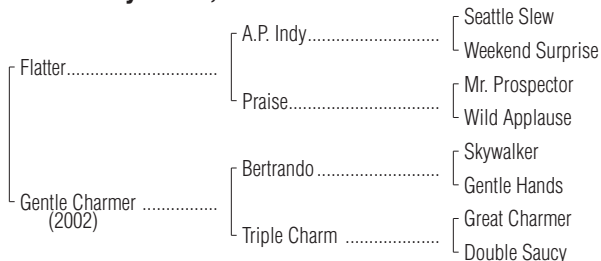 Seattle Slew
A.P. Indy
Weekend Surprise
Flatter
Mr. Prospector
Praise
Wild Applause
Skywalker
Bertrando
Gentle Hands
Gentle Charmer
(2002)
Great Charmer
Triple Charm
Double Saucy